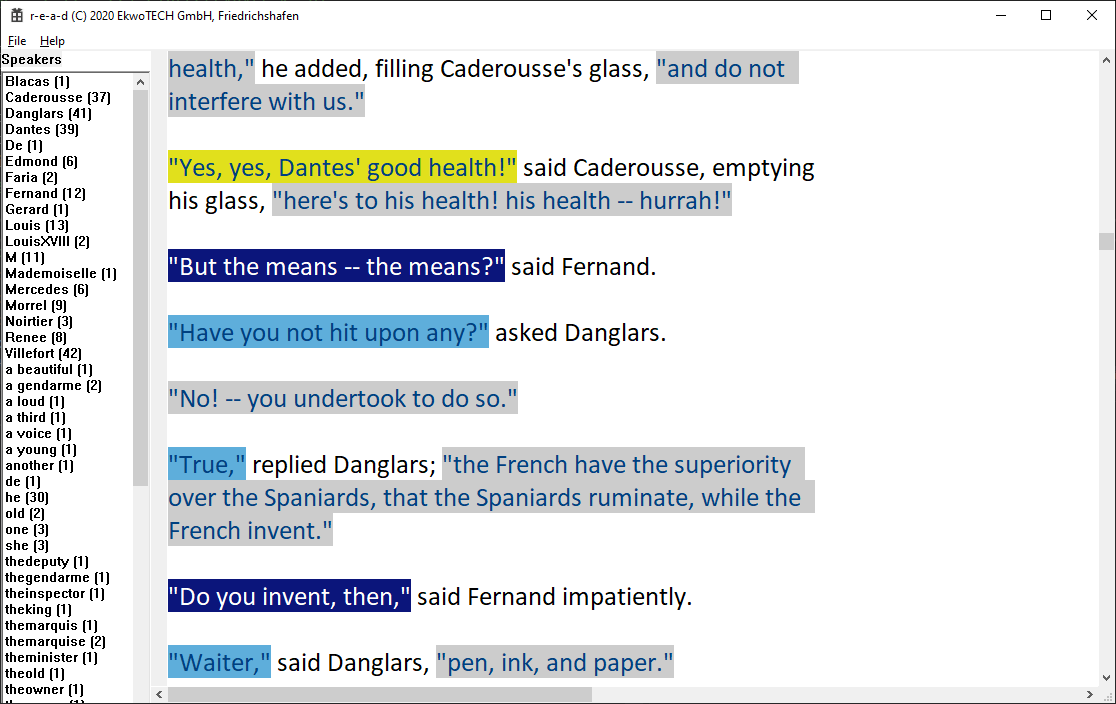 r-e-a-d (C) 2020 EkwoTECH GmbH, Friedrichshafen
File Help
Speakers
Blacas (1)
Caderousse (37)
Danglars (41)
Dantes (39)
De (1)
Edmond (6)
Faria (2)
Fernand (12)
Gerard (1)
Louis (13)
LouisXVIII (2)
M (11)
Mademoiselle (1)
Mercedes (6)
Morrel (9)
Noirtier (3)
Renee (8)
Villefort (42)
a beautiful (1)
a gendarme (2)
a loud (1)
a third (1)
a voice (1)
a young (1)
another (1)
de (1)
he (30)
old (2)
one (3)
she (3)
thedeputy (1)
thegendarme (1)
theinspector (1)
theking (1)
themarquis (1)
themarquise (2)
theminister (1)
theold (1)
theowner (1)
health," he added, filling Caderousse's glass, "and do not
interfere with us."
"Yes, yes, Dantes' good health!" said Caderousse, emptying
his glass, "here's to his health! his health -- hurrah!"
"But the means -- the means?" said Fernand.
"Have you not hit upon any?" asked Danglars.
"No! -- you undertook to do so."
"True," replied Danglars; "the French have the superiority
over the Spaniards, that the Spaniards ruminate, while the
French invent."
"Do you invent, then," said Fernand impatiently.
"Waiter," said Danglars, "pen, ink, and paper."